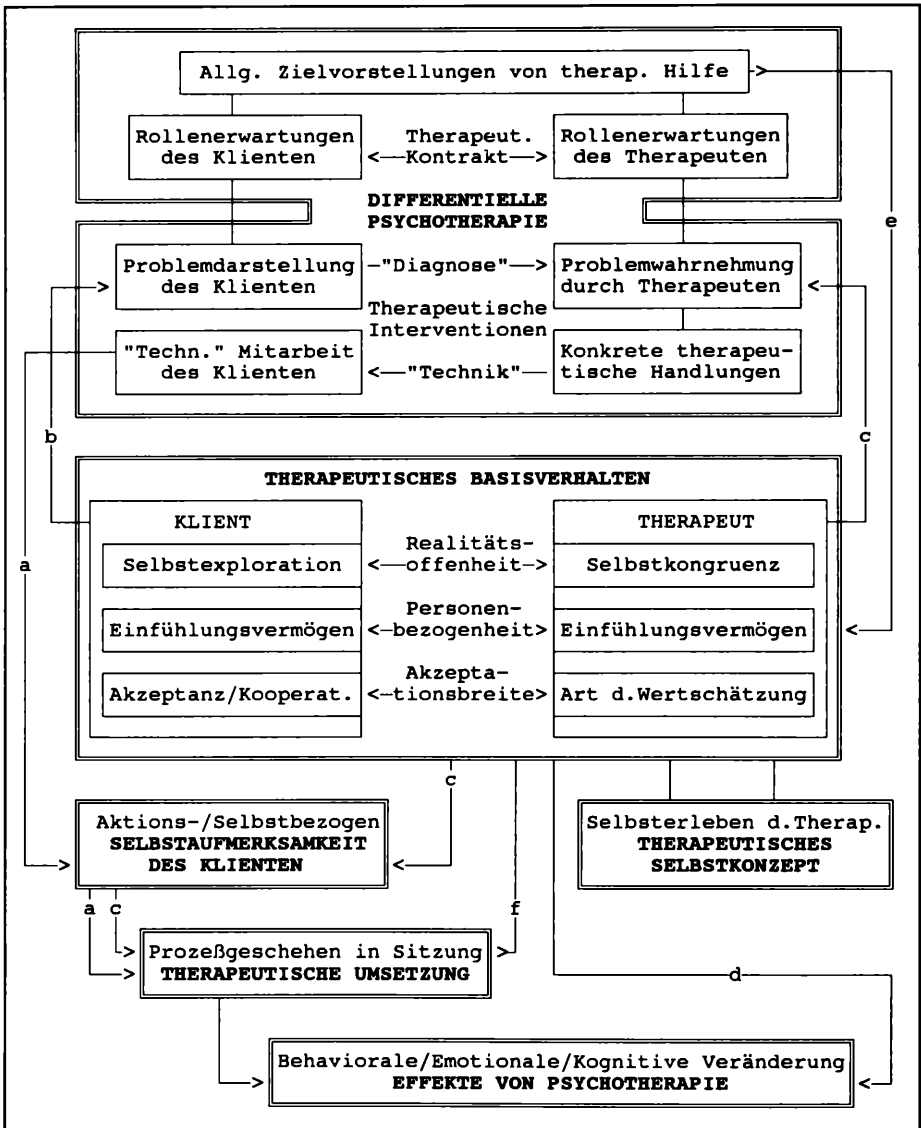 Allg. Zielvorstellungen von therap. Hilfe
Rollenerwartungen
des Klienten
Therapeut.
Kontrakt
Rollenerwartungen
des Therapeuten
DIFFERENTIELLE
PSYCHOTHERAPIE
e
Problemdarstellung
des Klienten
"Diagnose"
Problemwahrnehmung
durch Therapeuten
Therapeutische
Interventionen
"Techn." Mitarbeit
des Klienten
"Technik"
Konkrete therapeu-
tische Handlungen
b
c
THERAPEUTISCHES BASISVERHALTEN
KLIENT
THERAPEUT
a
Selbstexploration
Realitäts-
offenheit
Selbstkongruenz
Einfühlungsvermögen
Personen-
bezogenheit
Einfühlungsvermögen
Akzeptanz/Kooperat.
Akzepta-
tionsbreite
Art d.Wertschätzung
c
Aktions-/Selbstbezogen
SELBSTAUFMERKSAMKEIT
DES KLIENTEN
Selbsterleben d.Therap.
THERAPEUTISCHES
SELBSTKONZEPT
a
c
f
Prozeßgeschehen in Sitzung
THERAPEUTISCHE UMSETZUNG
d
Behaviorale/Emotionale/Kognitive Veränderung
EFFEKTE VON PSYCHOTHERAPIE